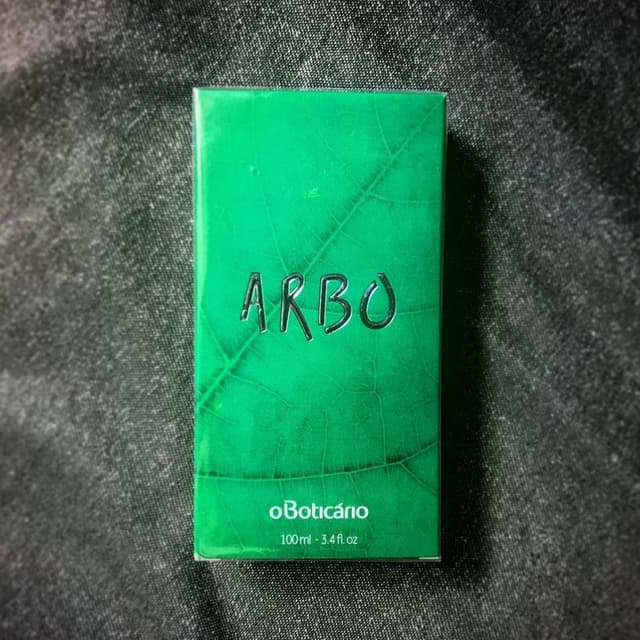 ARBO
oBoticário
100 ml - 3.4 fl. oz